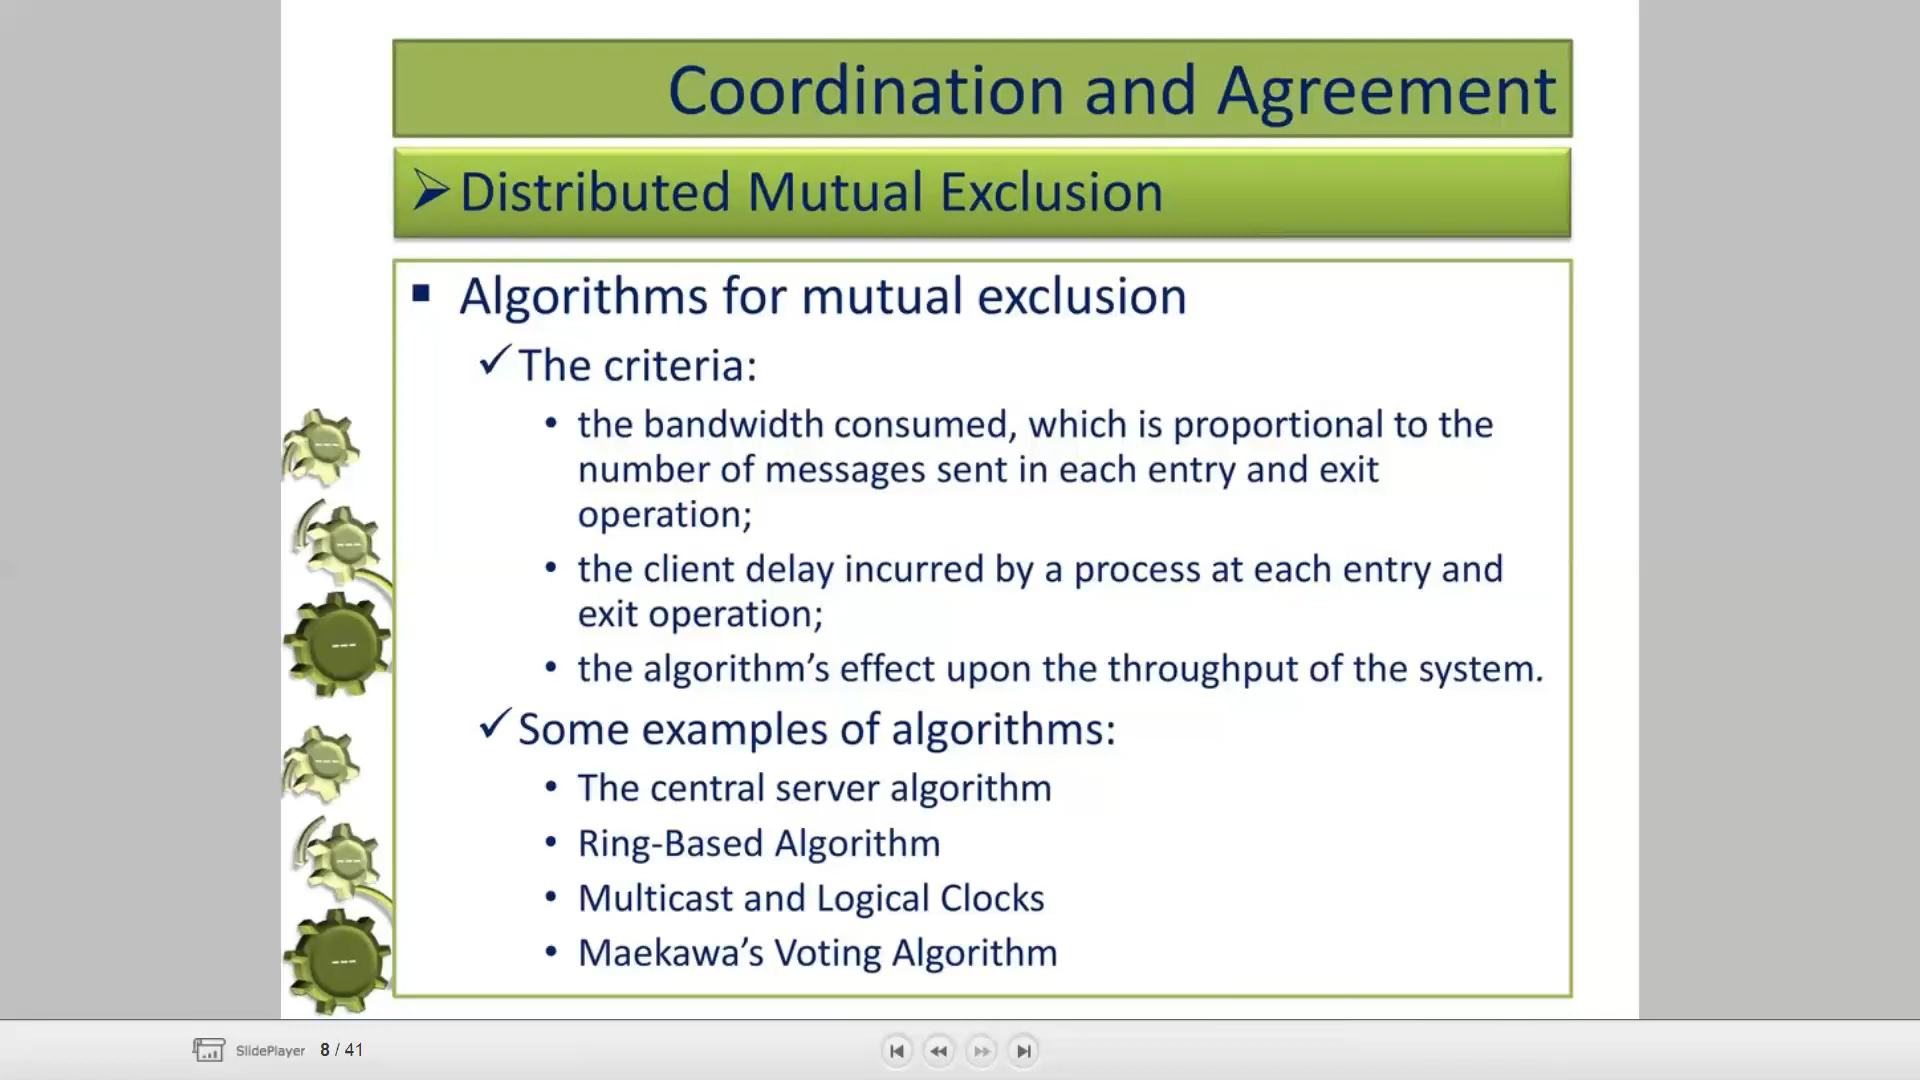 Coordination and Agreement
➢Distributed Mutual Exclusion
▪ Algorithms for mutual exclusion
✓The criteria:
• the bandwidth consumed, which is proportional to the
number of messages sent in each entry and exit
operation;
• the client delay incurred by a process at each entry and
exit operation;
• the algorithm’s effect upon the throughput of the system.
✓Some examples of algorithms:
• The central server algorithm
• Ring-Based Algorithm
• Multicast and Logical Clocks
• Maekawa’s Voting Algorithm
---
---
---
---
---
---
SlidePlayer 8 / 41